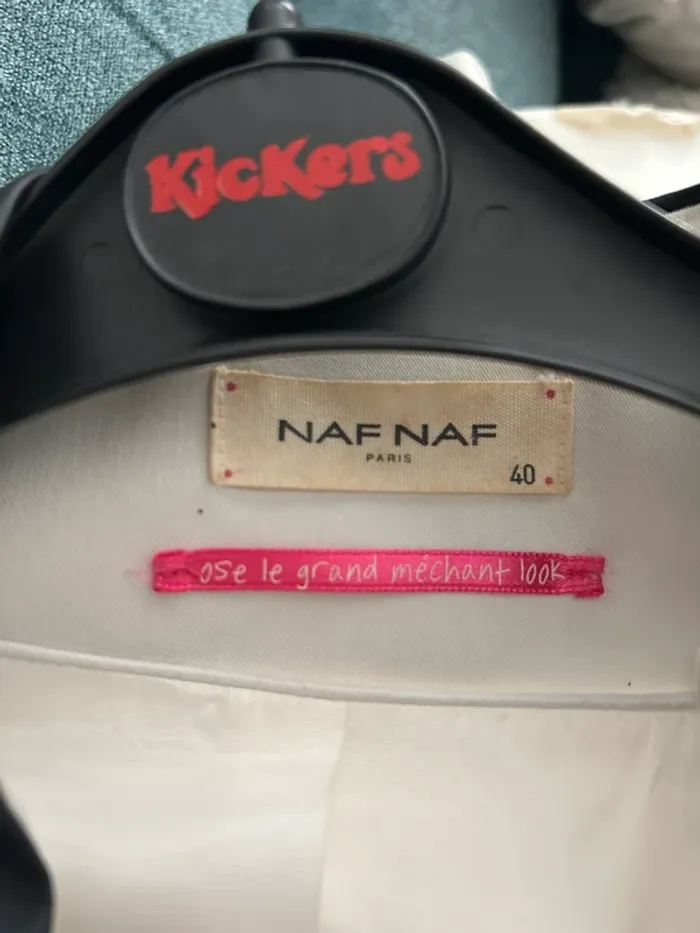 Kickers
NAF NAF
PARIS
40
ose le grand méchant look